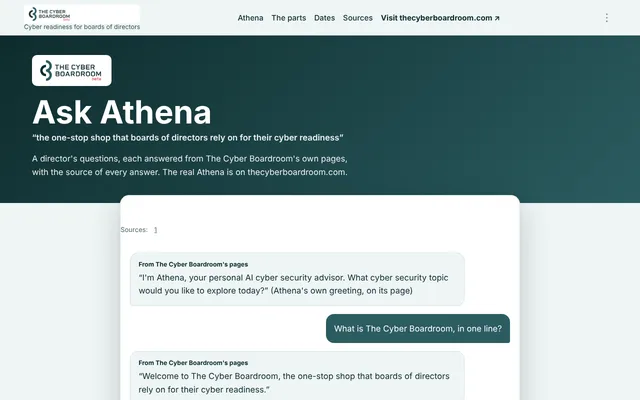 THE CYBER
BOARDROOM
beta
Cyber readiness for boards of directors
Athena The parts Dates Sources Visit thecyberboardroom.com ↗
THE CYBER
BOARDROOM
beta
Ask Athena
“the one-stop shop that boards of directors rely on for their cyber readiness”
A director's questions, each answered from The Cyber Boardroom's own pages,
with the source of every answer. The real Athena is on thecyberboardroom.com.
Sources: 1
From The Cyber Boardroom's pages
“I'm Athena, your personal AI cyber security advisor. What cyber security topic
would you like to explore today?” (Athena's own greeting, on its page)
What is The Cyber Boardroom, in one line?
From The Cyber Boardroom's pages
“Welcome to The Cyber Boardroom, the one-stop shop that boards of directors
rely on for their cyber readiness.”